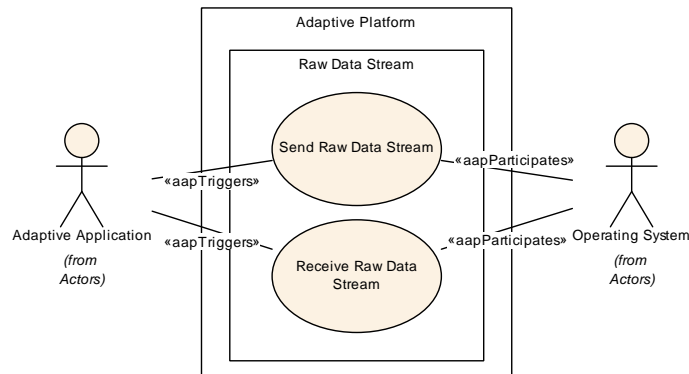 Adaptive Platform
Raw Data Stream
Send Raw Data Stream
«aapParticipates»
«aapTriggers»
Adaptive Application
(from
Actors)
«aapTriggers»
«aapParticipates»
Operating System
(from
Actors)
Receive Raw Data
Stream